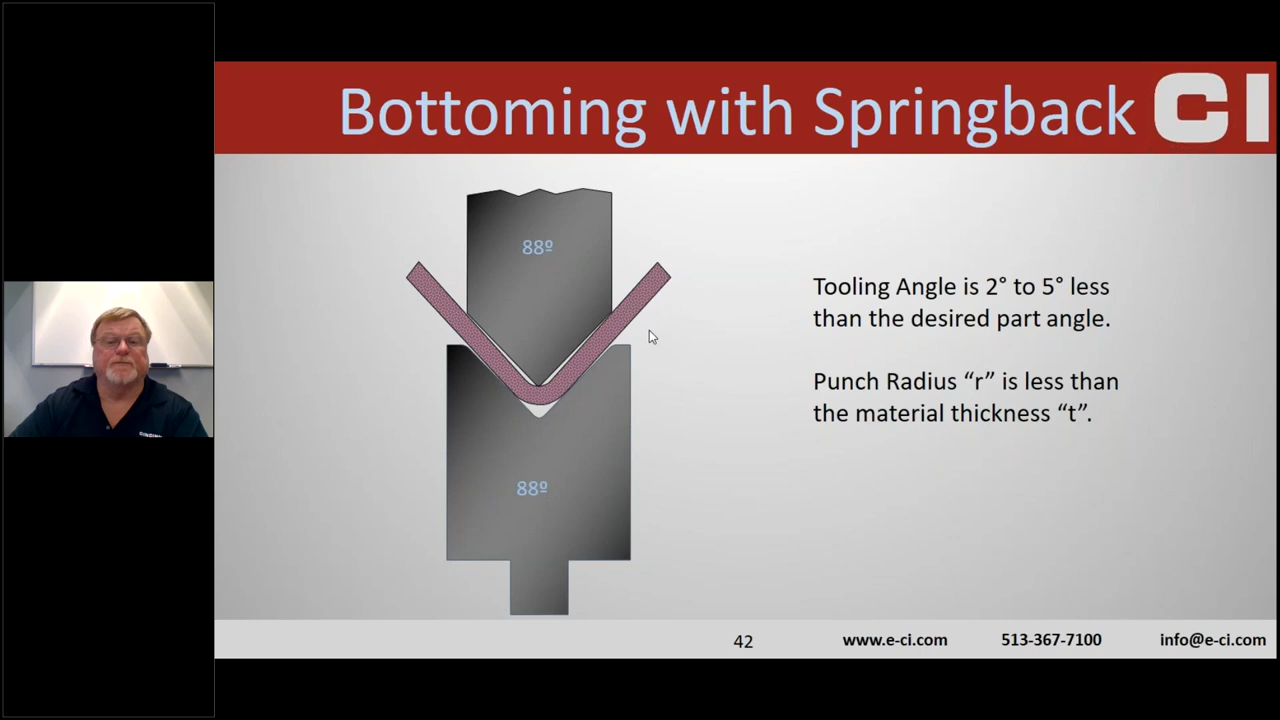 Bottoming with Springback
CI
88º
88º
Tooling Angle is 2° to 5° less
than the desired part angle.
Punch Radius “r” is less than
the material thickness “t”.
42
www.e-ci.com
513-367-7100
info@e-ci.com